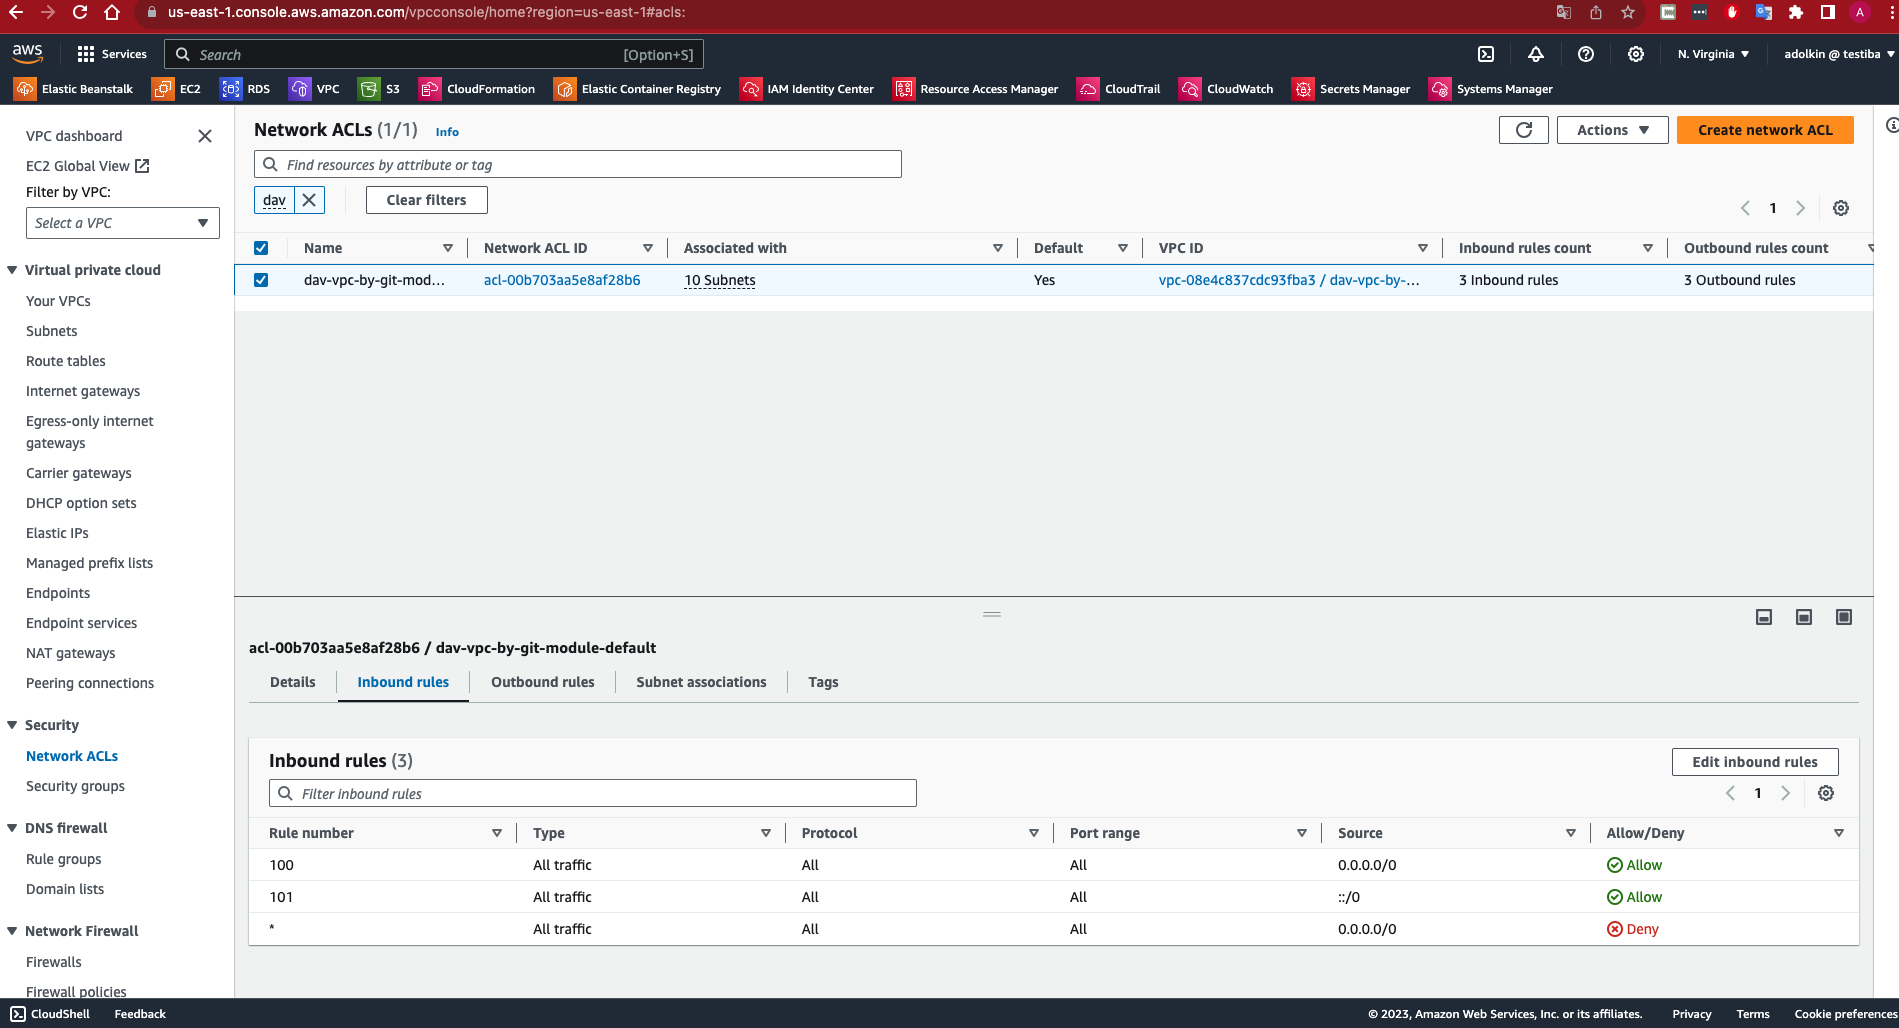 us-east-1.console.aws.amazon.com/vpcconsole/home?region=us-east-1#acls:
A
aws
Services
Search
[Option+S]
N. Virginia
adolkin @ testiba
Elastic Beanstalk
EC2
RDS
VPC
S3
CloudFormation
Elastic Container Registry
IAM Identity Center
Resource Access Manager
CloudTrail
CloudWatch
Secrets Manager
Systems Manager
VPC dashboard
EC2 Global View
Filter by VPC:
Select a VPC
Virtual private cloud
Your VPCs
Subnets
Route tables
Internet gateways
Egress-only internet
gateways
Carrier gateways
DHCP option sets
Elastic IPs
Managed prefix lists
Endpoints
Endpoint services
NAT gateways
Peering connections
Security
Network ACLs
Security groups
DNS firewall
Rule groups
Domain lists
Network Firewall
Firewalls
Firewall policies
Network ACLs (1/1) Info
Actions
Create network ACL
Find resources by attribute or tag
dav
Clear filters
1
Name Network ACL ID Associated with Default VPC ID Inbound rules count Outbound rules count
dav-vpc-by-git-mod... acl-00b703aa5e8af28b6 10 Subnets Yes vpc-08e4c837cdc93fba3 / dav-vpc-by-... 3 Inbound rules 3 Outbound rules
acl-00b703aa5e8af28b6 / dav-vpc-by-git-module-default
Details Inbound rules Outbound rules Subnet associations Tags
Inbound rules (3)
Edit inbound rules
Filter inbound rules
1
Rule number Type Protocol Port range Source Allow/Deny
100 All traffic All All 0.0.0.0/0 Allow
101 All traffic All All ::/0 Allow
* All traffic All All 0.0.0.0/0 Deny
CloudShell
Feedback
© 2023, Amazon Web Services, Inc. or its affiliates.
Privacy
Terms
Cookie preferences